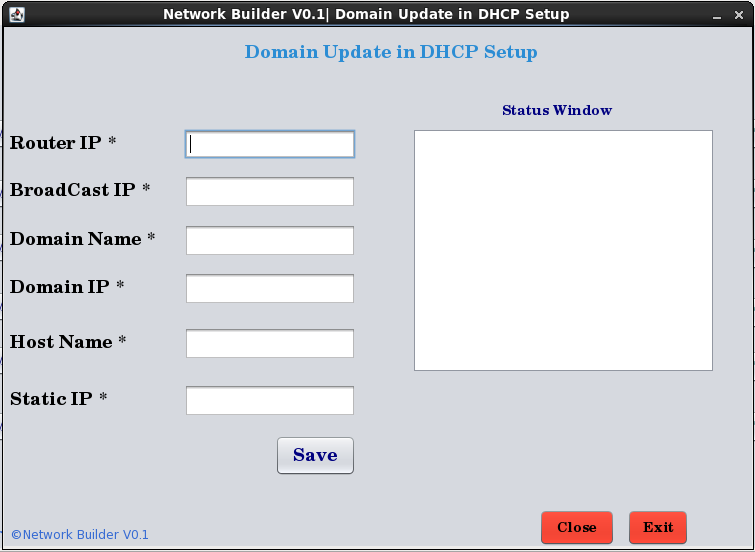 Network Builder V0.1| Domain Update in DHCP Setup
Domain Update in DHCP Setup
Status Window
Router IP *
BroadCast IP *
Domain Name *
Domain IP *
Host Name *
Static IP *
Save
Close
Exit
©Network Builder V0.1